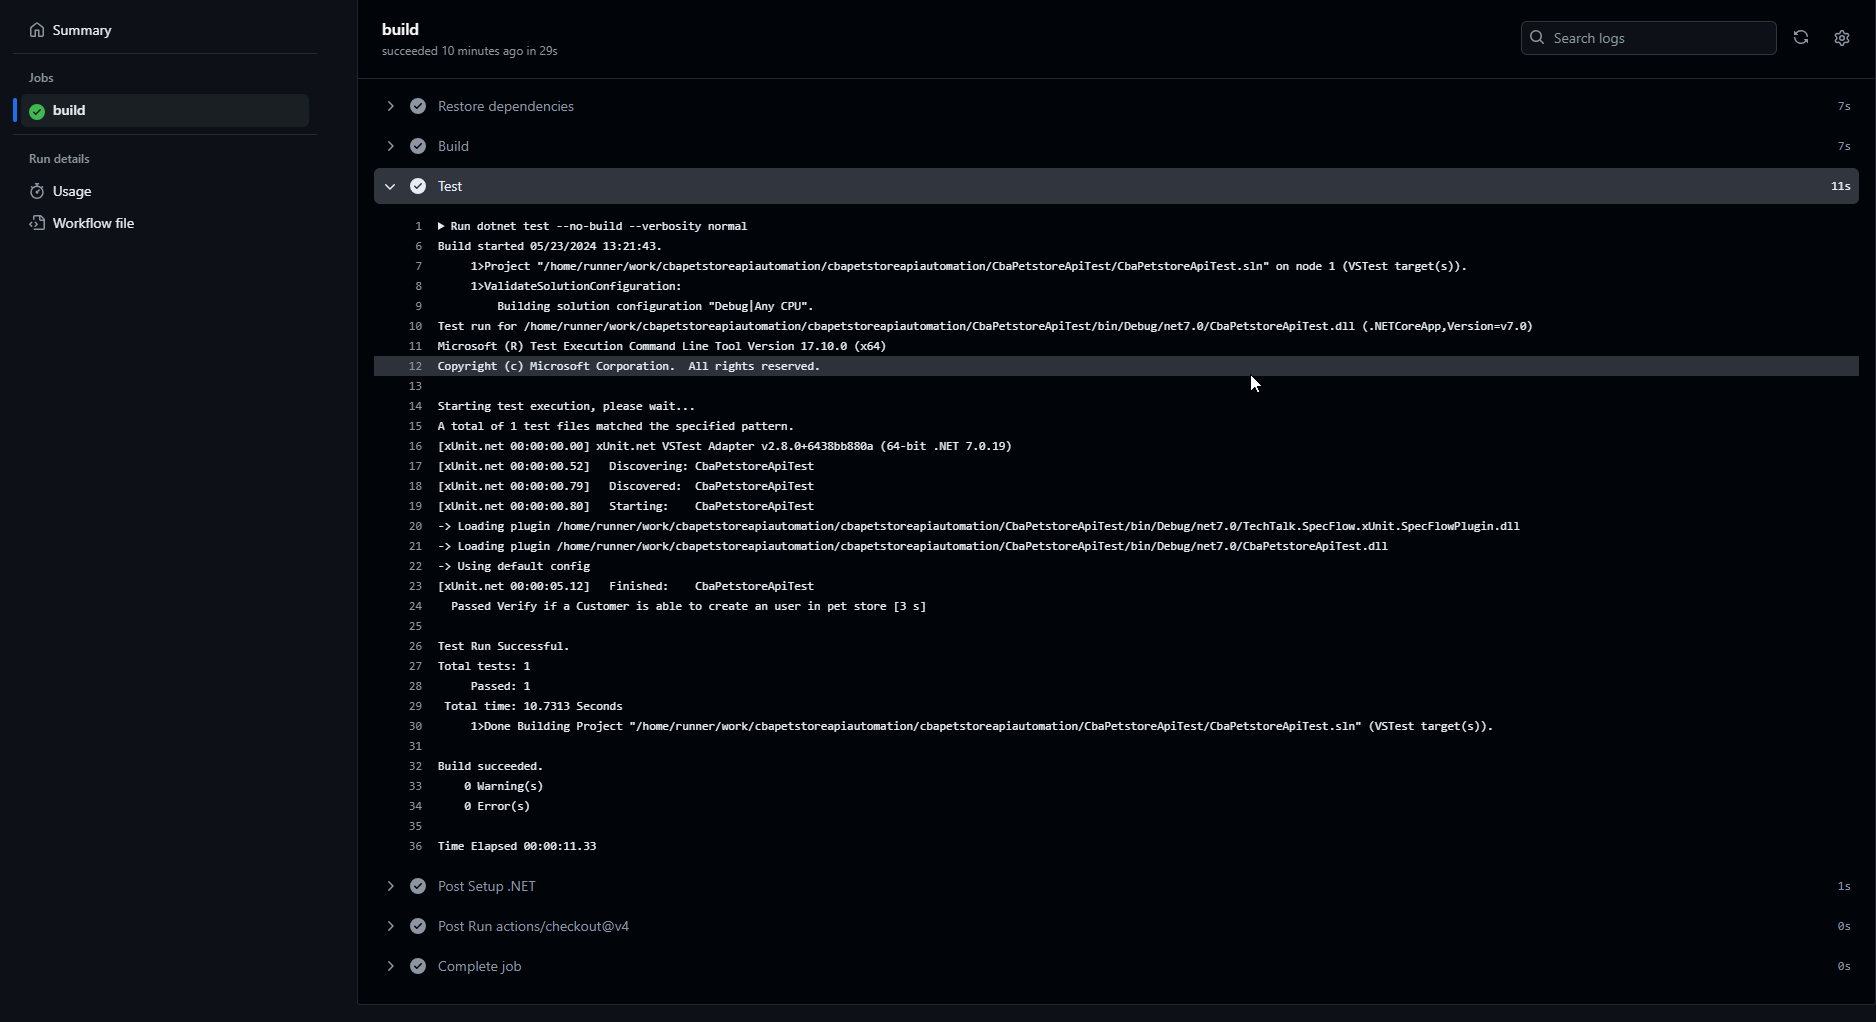 Summary
Jobs
build
Run details
Usage
Workflow file
build
succeeded 10 minutes ago in 29s
Search logs
Restore dependencies 7s
Build 7s
Test 11s
1 Run dotnet test --no-build --verbosity normal
6 Build started 05/23/2024 13:21:43.
7 1>Project "/home/runner/work/cbapetstoreapiautomation/cbapetstoreapiautomation/CbaPetstoreApiTest/CbaPetstoreApiTest.sln" on node 1 (VSTest target(s)).
8 1>ValidateSolutionConfiguration:
9 Building solution configuration "Debug|Any CPU".
10 Test run for /home/runner/work/cbapetstoreapiautomation/cbapetstoreapiautomation/CbaPetstoreApiTest/bin/Debug/net7.0/CbaPetstoreApiTest.dll (.NETCoreApp,Version=v7.0)
11 Microsoft (R) Test Execution Command Line Tool Version 17.10.0 (x64)
12 Copyright (c) Microsoft Corporation.  All rights reserved.
13
14 Starting test execution, please wait...
15 A total of 1 test files matched the specified pattern.
16 [xUnit.net 00:00:00.00] xUnit.net VSTest Adapter v2.8.0+6438bb880a (64-bit .NET 7.0.19)
17 [xUnit.net 00:00:00.52]   Discovering: CbaPetstoreApiTest
18 [xUnit.net 00:00:00.79]   Discovered:  CbaPetstoreApiTest
19 [xUnit.net 00:00:00.80]   Starting:    CbaPetstoreApiTest
20 -> Loading plugin /home/runner/work/cbapetstoreapiautomation/cbapetstoreapiautomation/CbaPetstoreApiTest/bin/Debug/net7.0/TechTalk.SpecFlow.xUnit.SpecFlowPlugin.dll
21 -> Loading plugin /home/runner/work/cbapetstoreapiautomation/cbapetstoreapiautomation/CbaPetstoreApiTest/bin/Debug/net7.0/CbaPetstoreApiTest.dll
22 -> Using default config
23 [xUnit.net 00:00:05.12]   Finished:    CbaPetstoreApiTest
24 Passed Verify if a Customer is able to create an user in pet store [3 s]
25
26 Test Run Successful.
27 Total tests: 1
28 Passed: 1
29 Total time: 10.7313 Seconds
30 1>Done Building Project "/home/runner/work/cbapetstoreapiautomation/cbapetstoreapiautomation/CbaPetstoreApiTest/CbaPetstoreApiTest.sln" (VSTest target(s)).
31
32 Build succeeded.
33 0 Warning(s)
34 0 Error(s)
35
36 Time Elapsed 00:00:11.33
Post Setup .NET 1s
Post Run actions/checkout@v4 0s
Complete job 0s